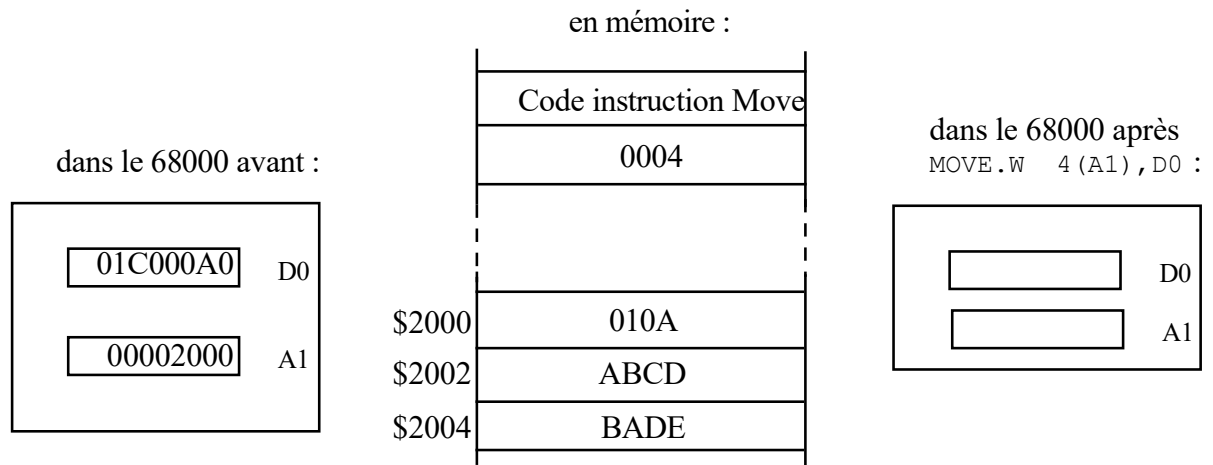 en mémoire :
Code instruction Move
0004
dans le 68000 avant :
01C000A0 D0
00002000 A1
$2000 010A
$2002 ABCD
$2004 BADE
dans le 68000 après
MOVE.W 4(A1),D0 :
D0
A1